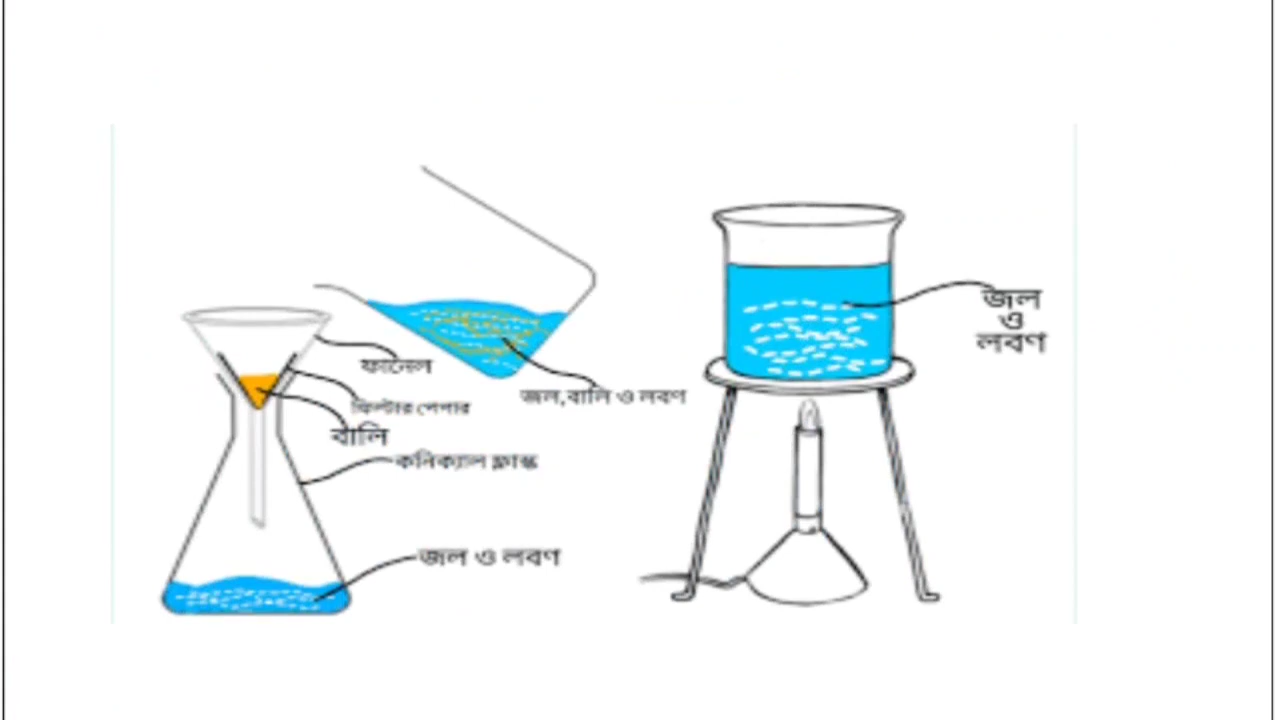 ফানেল
ফিল্টার পেপার
বালি
কনিক্যাল ফ্লাস্ক
জল ও লবণ
জল,বালি ও লবণ
জল
ও
লবণ